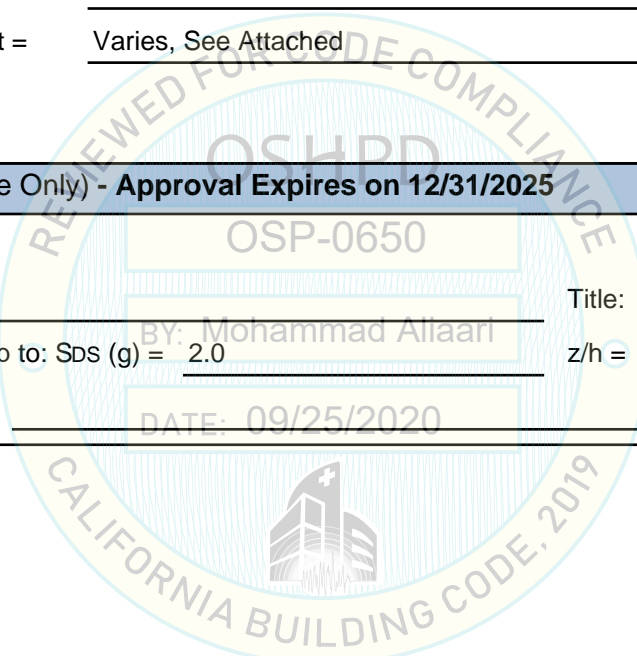 t = Varies, See Attached
REVIEWED FOR CODE COMPLIANCE
OSHPD
e Only) - Approval Expires on 12/31/2025
OSP-0650
Title:
BY: Mohammad Aliaari
o to: SDS (g) = 2.0 z/h =
DATE: 09/25/2020
CALIFORNIA BUILDING CODE, 2019